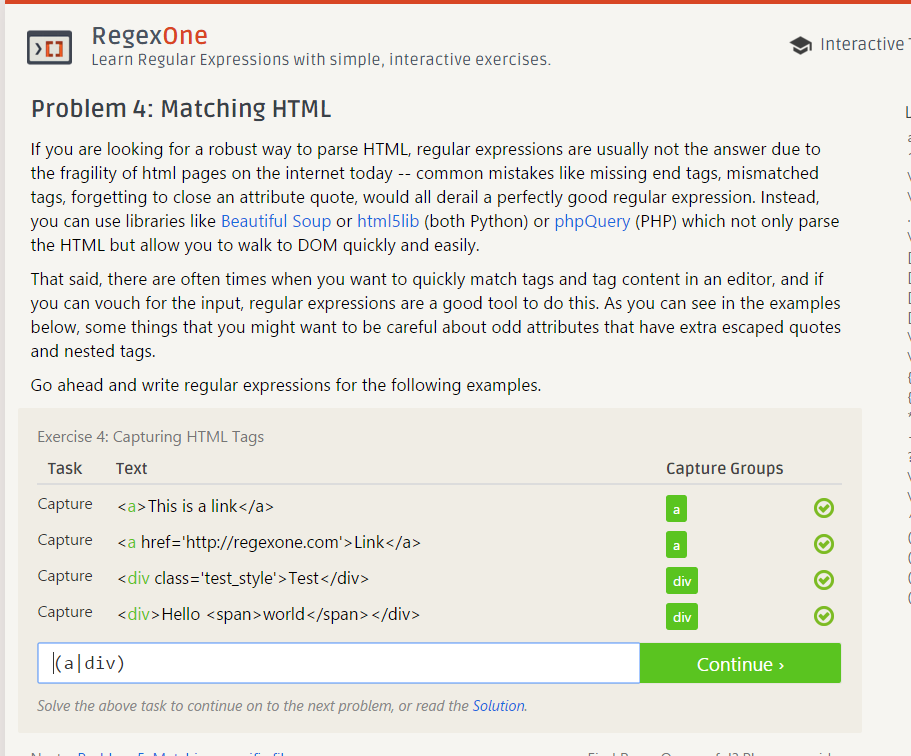 RegexOne
Learn Regular Expressions with simple, interactive exercises.
Interactive
Problem 4: Matching HTML
If you are looking for a robust way to parse HTML, regular expressions are usually not the answer due to
the fragility of html pages on the internet today -- common mistakes like missing end tags, mismatched
tags, forgetting to close an attribute quote, would all derail a perfectly good regular expression. Instead,
you can use libraries like Beautiful Soup or html5lib (both Python) or phpQuery (PHP) which not only parse
the HTML but allow you to walk to DOM quickly and easily.
That said, there are often times when you want to quickly match tags and tag content in an editor, and if
you can vouch for the input, regular expressions are a good tool to do this. As you can see in the examples
below, some things that you might want to be careful about odd attributes that have extra escaped quotes
and nested tags.
Go ahead and write regular expressions for the following examples.
Exercise 4: Capturing HTML Tags
Task Text Capture Groups
Capture <a>This is a link</a> a
Capture <a href='http://regexone.com'>Link</a> a
Capture <div class='test_style'>Test</div> div
Capture <div>Hello <span>world</span></div> div
(a|div) Continue ›
Solve the above task to continue on to the next problem, or read the Solution.